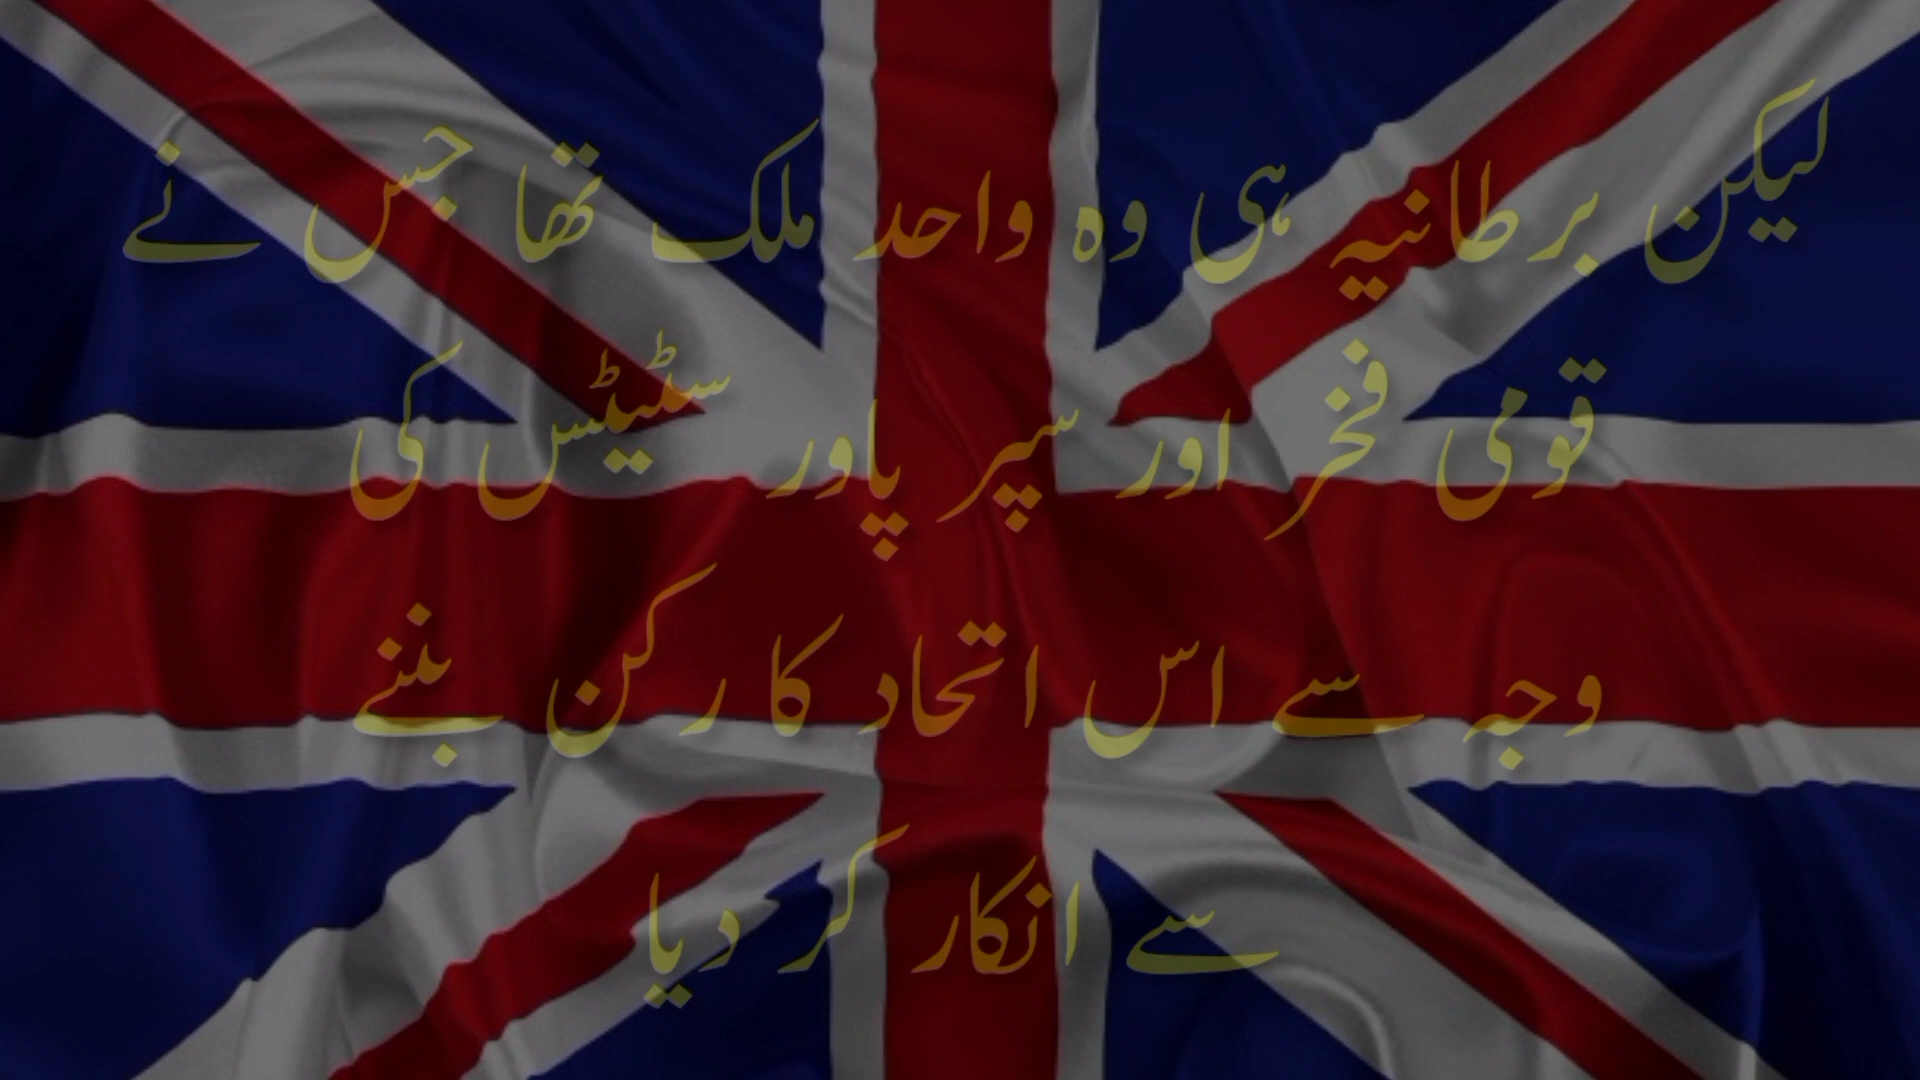 لیکن برطانیہ ہی وہ واحد ملک تھا جس نے
قومی فخر اور سپر پاور سٹیٹس کی
وجہ سے اس اتحاد کا رکن بننے
سے انکار کر دیا